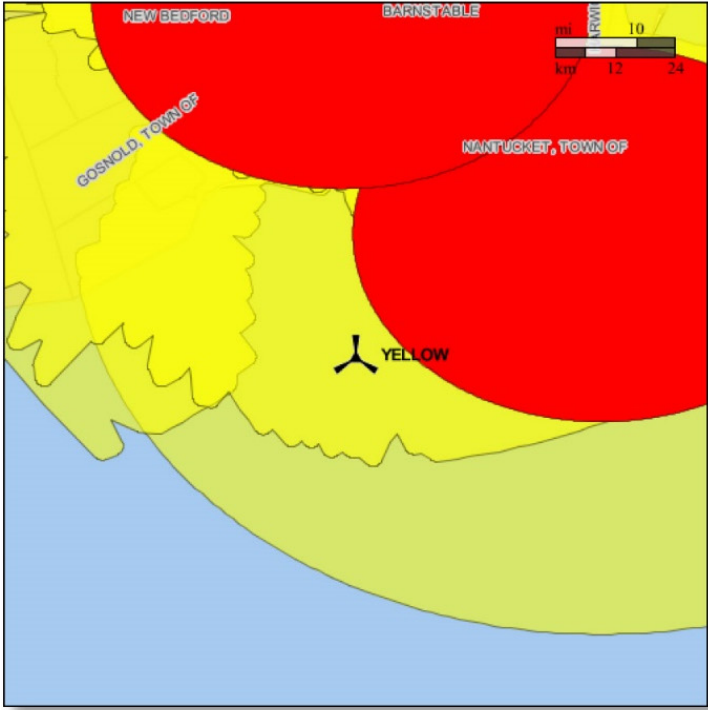 NEW BEDFORD
BARNSTABLE
mi 10
km 12 24
GOSNOLD, TOWN OF
NANTUCKET, TOWN OF
YELLOW